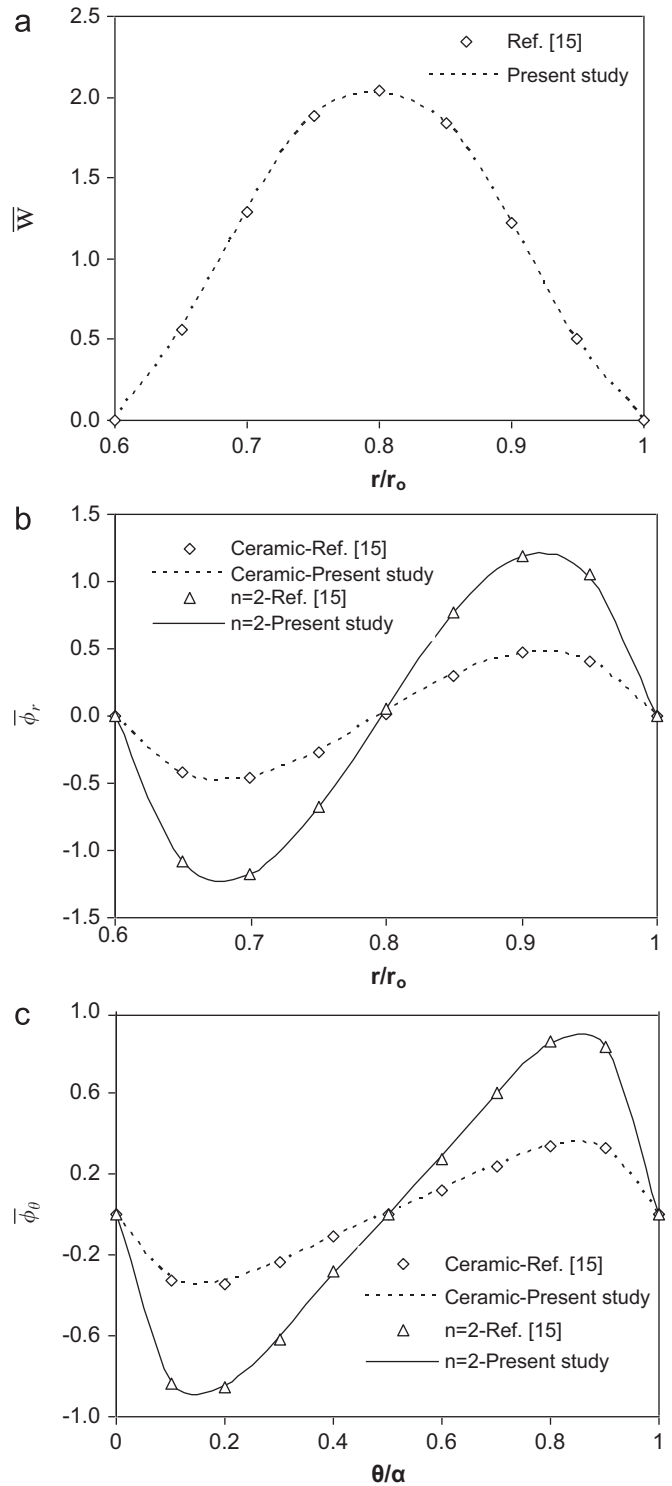 a
Ref. [15]
Present study
2.5
2.0
1.5
1.0
0.5
0.0
W
0.6 0.7 0.8 0.9 1
r/rₒ
b
Ceramic-Ref. [15]
Ceramic-Present study
n=2-Ref. [15]
n=2-Present study
1.5
1.0
0.5
0.0
-0.5
-1.0
-1.5
ϕᵣ
0.6 0.7 0.8 0.9 1
r/rₒ
c
1.0
0.6
0.2
-0.2
-0.6
-1.0
ϕ_θ
Ceramic-Ref. [15]
Ceramic-Present study
n=2-Ref. [15]
n=2-Present study
0 0.2 0.4 0.6 0.8 1
θ/α